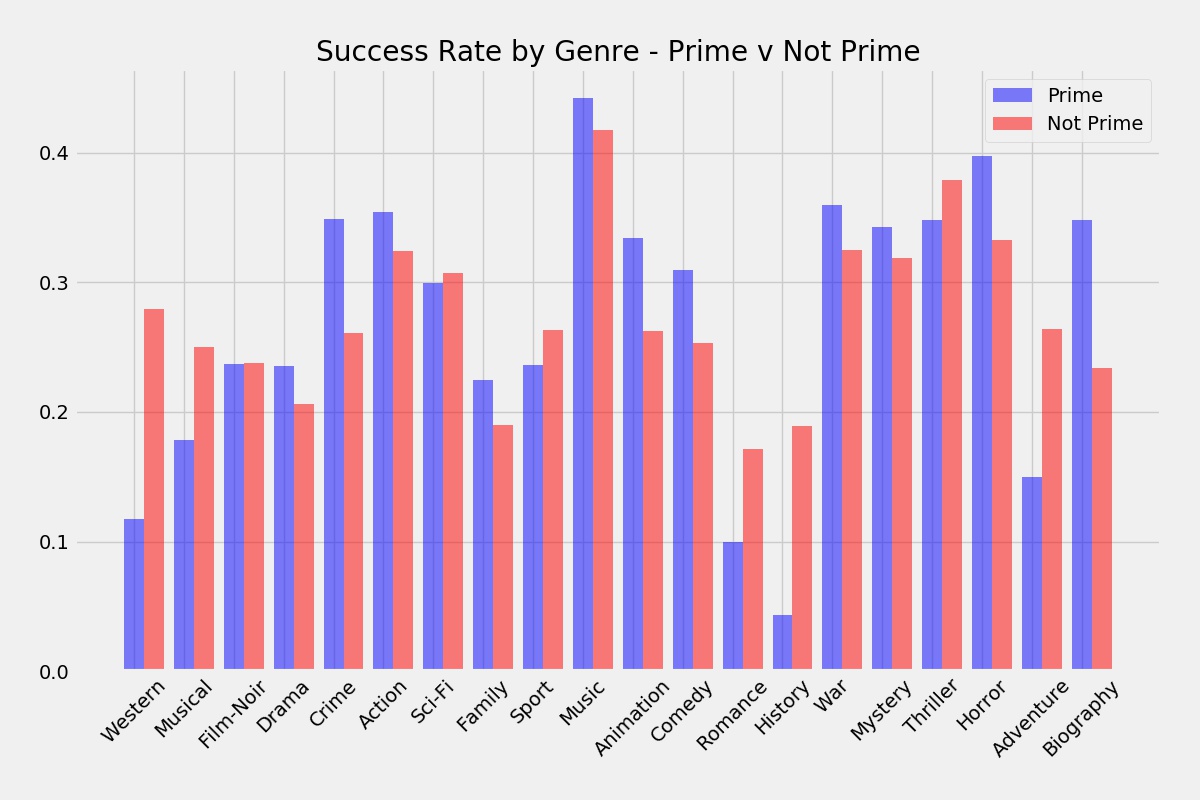 Success Rate by Genre - Prime v Not Prime
Prime
Not Prime
0.4
0.3
0.2
0.1
0.0
Western
Musical
Film-Noir
Drama
Crime
Action
Sci-Fi
Family
Sport
Music
Animation
Comedy
Romance
History
War
Mystery
Thriller
Horror
Adventure
Biography